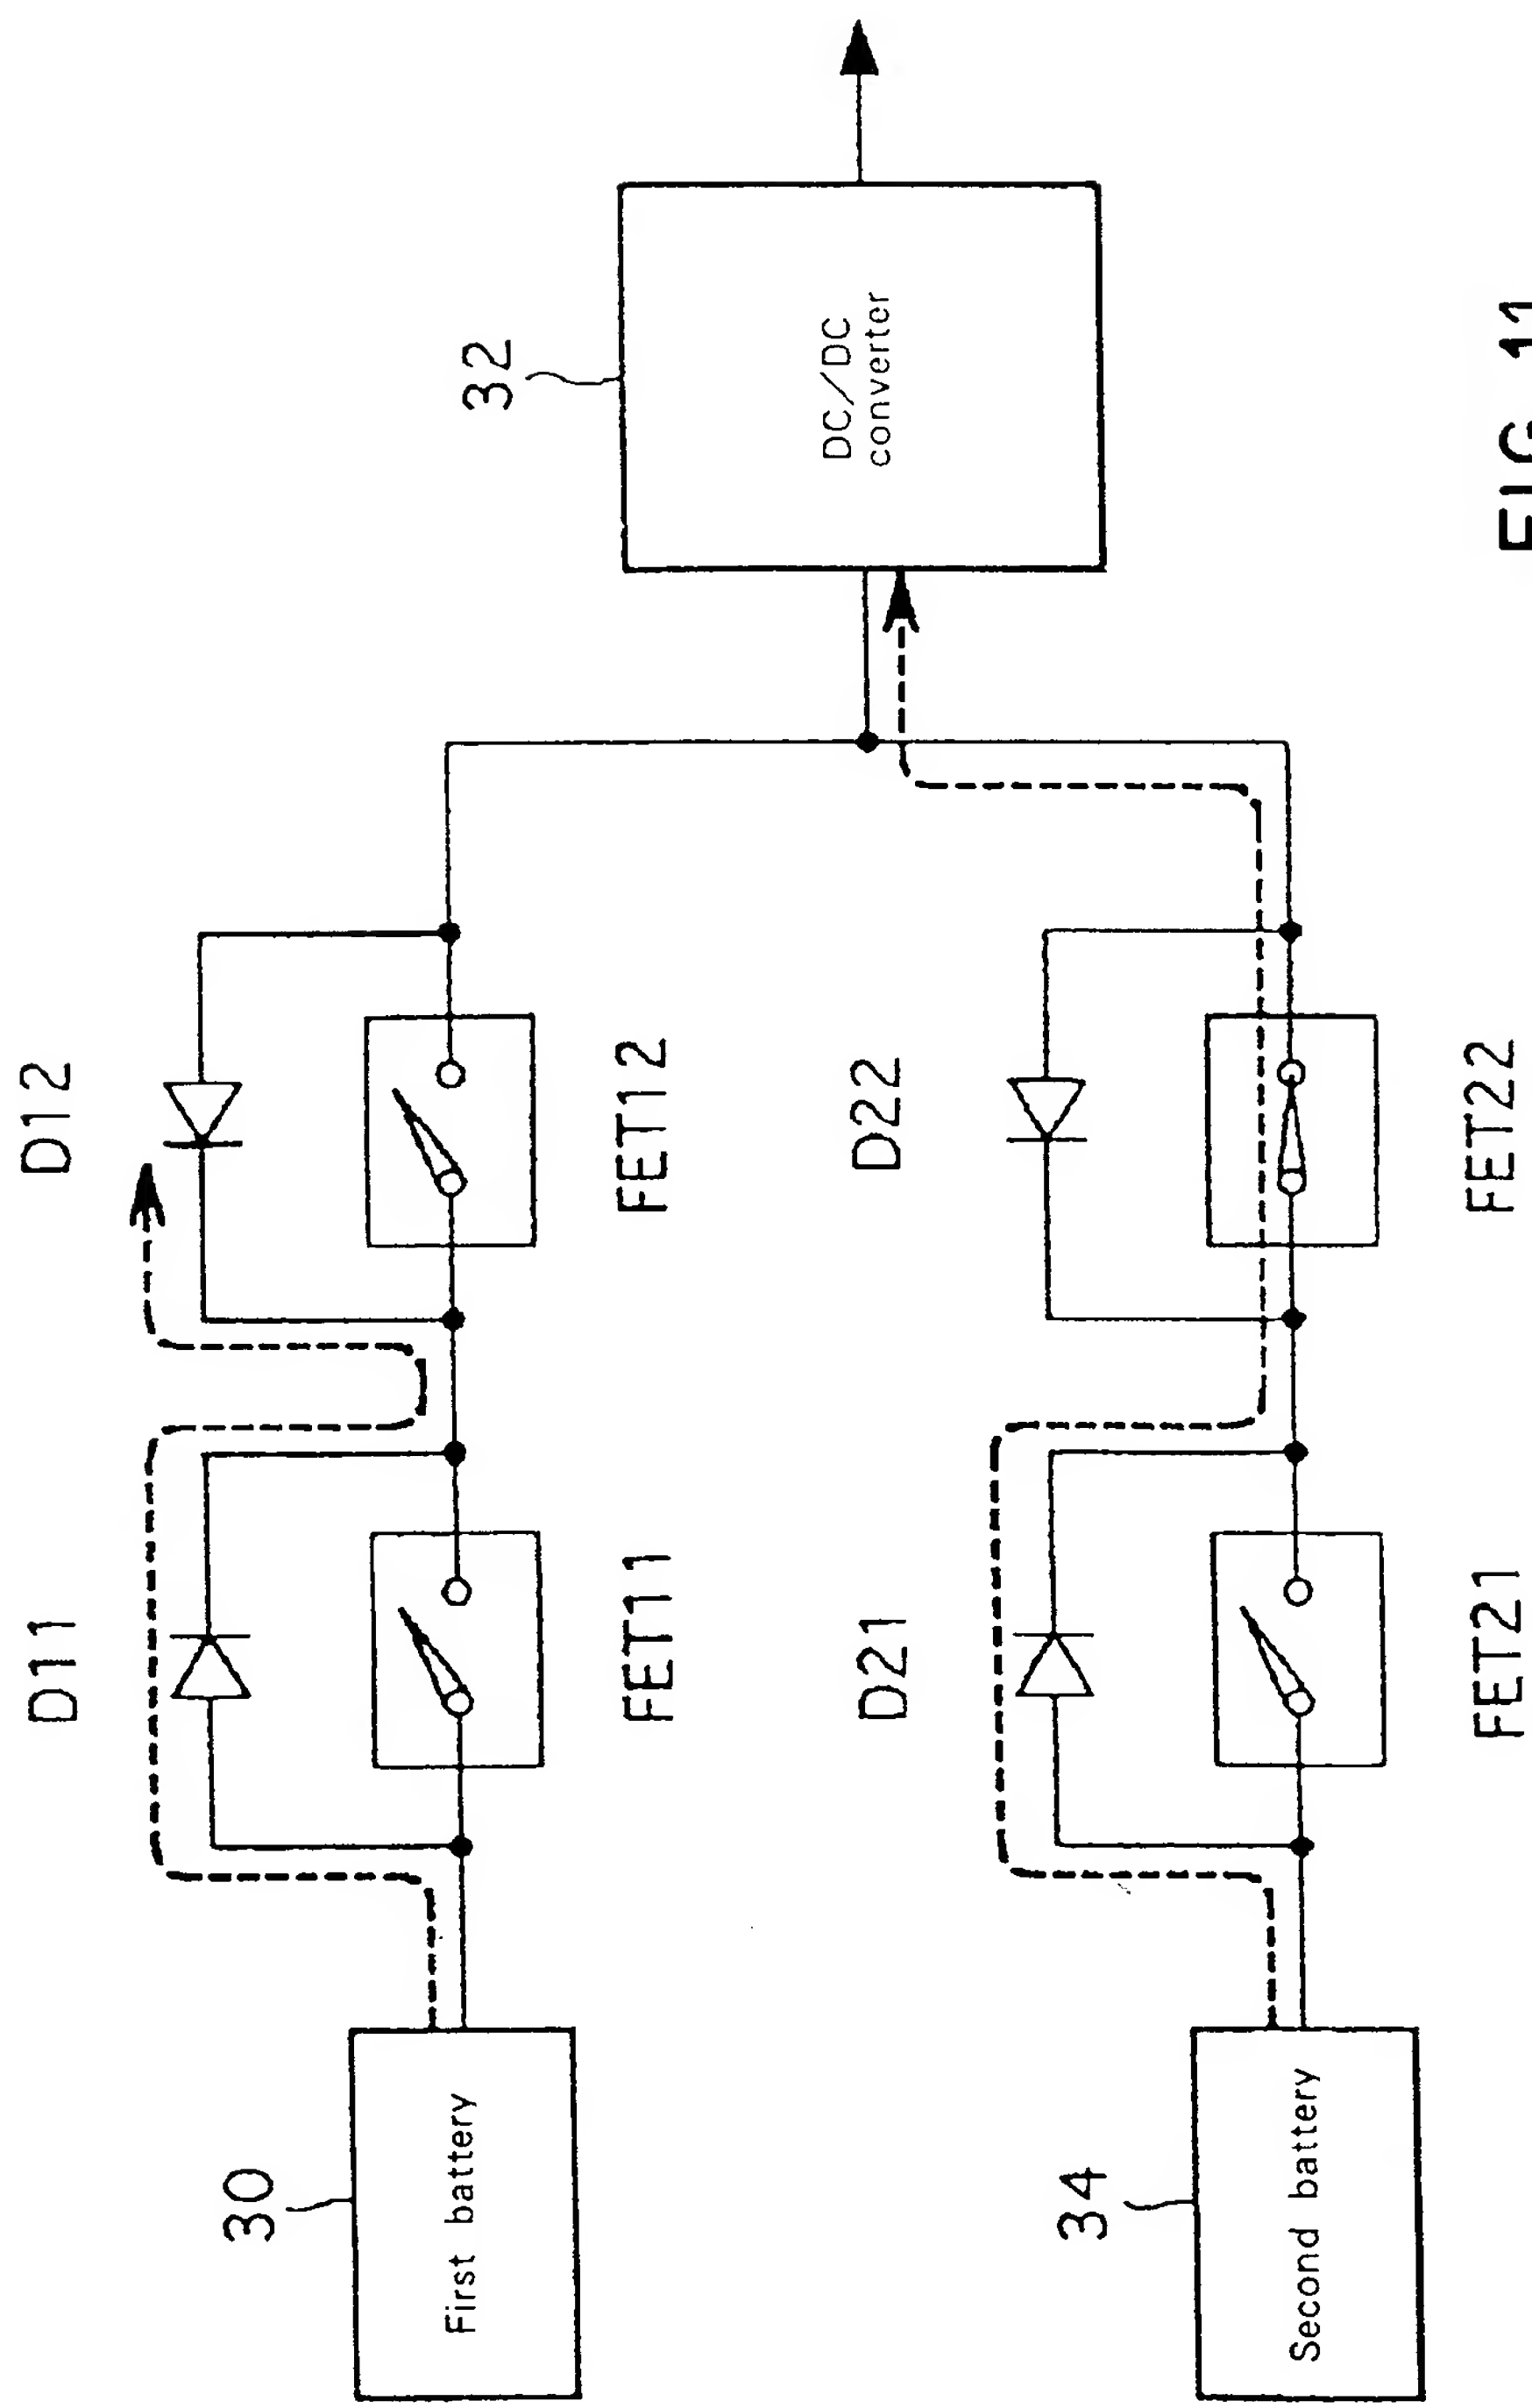 D11
D12
32
30
First battery
FET11
FET12
DC/DC
converter
D21
D22
34
Second battery
FET21
FET22
FIG. 11